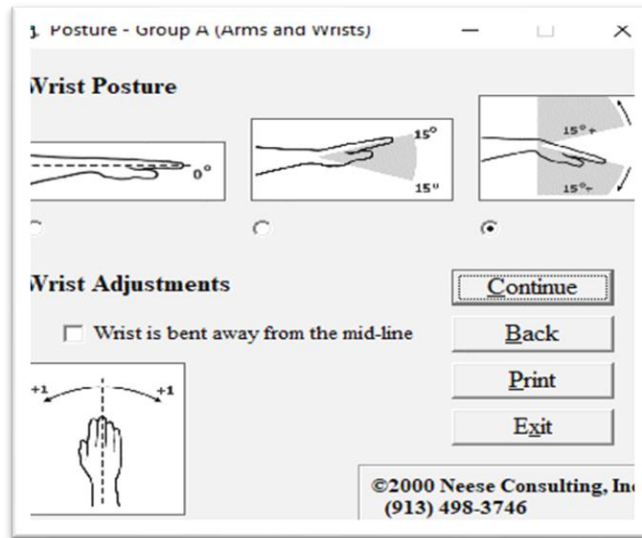 Posture - Group A (Arms and Wrists)
Wrist Posture
0°
15°
15°
15°+
15°+
Wrist Adjustments
Wrist is bent away from the mid-line
+1 +1
Continue
Back
Print
Exit
©2000 Neese Consulting, Inc
(913) 498-3746